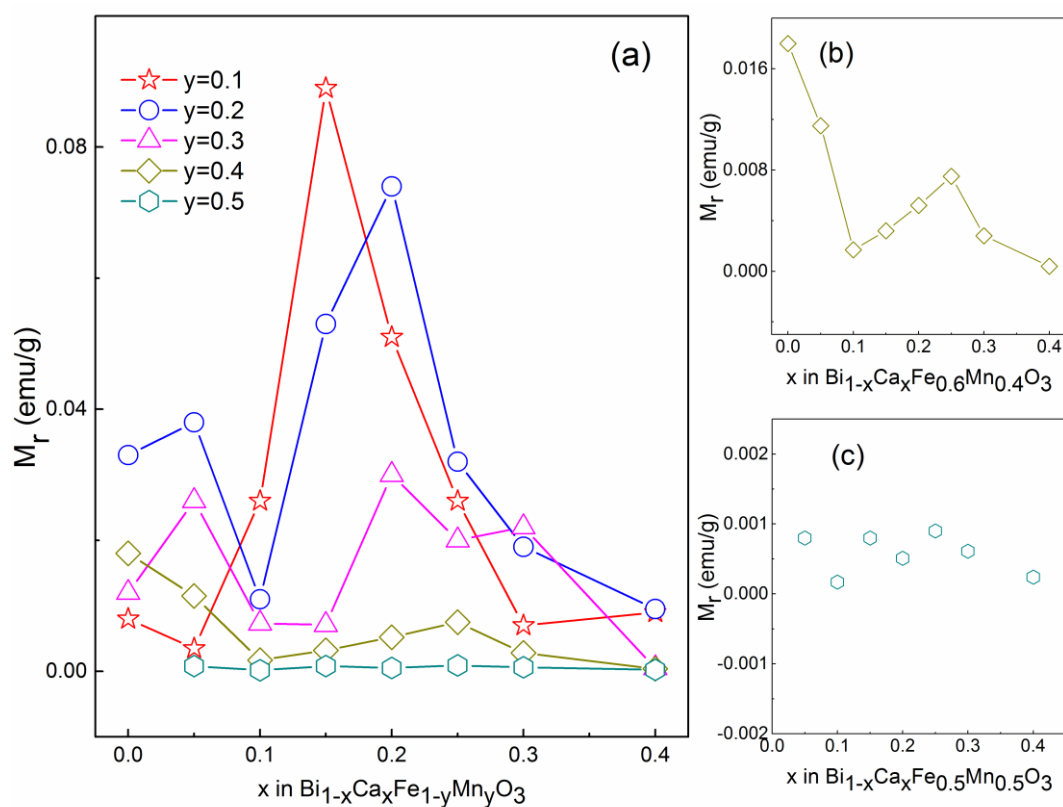 (a)
y=0.1
y=0.2
y=0.3
y=0.4
y=0.5
0.08
0.04
0.00
Mr (emu/g)
0.0 0.1 0.2 0.3 0.4
x in Bi1-xCaxFe1-yMnyO3
(b)
0.016
0.008
0.000
Mr (emu/g)
0.0 0.1 0.2 0.3 0.4
x in Bi1-xCaxFe0.6Mn0.4O3
(c)
0.002
0.001
0.000
-0.001
-0.002
Mr (emu/g)
0.0 0.1 0.2 0.3 0.4
x in Bi1-xCaxFe0.5Mn0.5O3